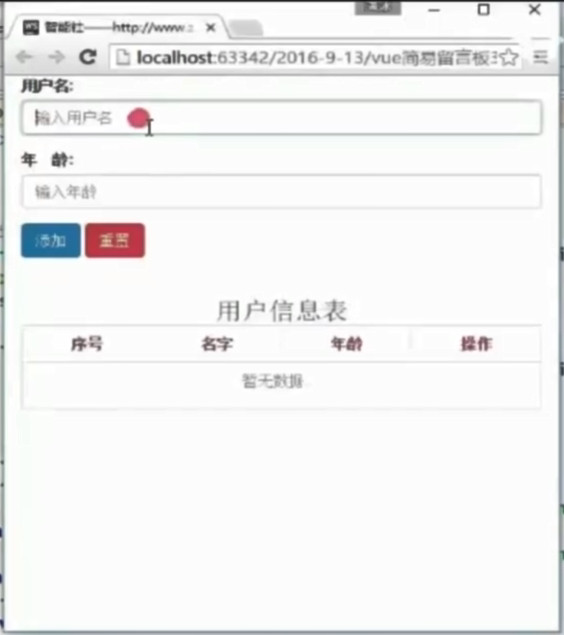 智能社——http://www.z
localhost:63342/2016-9-13/vue简易留言板
用户名:
输入用户名
年 龄:
输入年龄
添加 重置
用户信息表
序号 名字 年龄 操作
暂无数据....